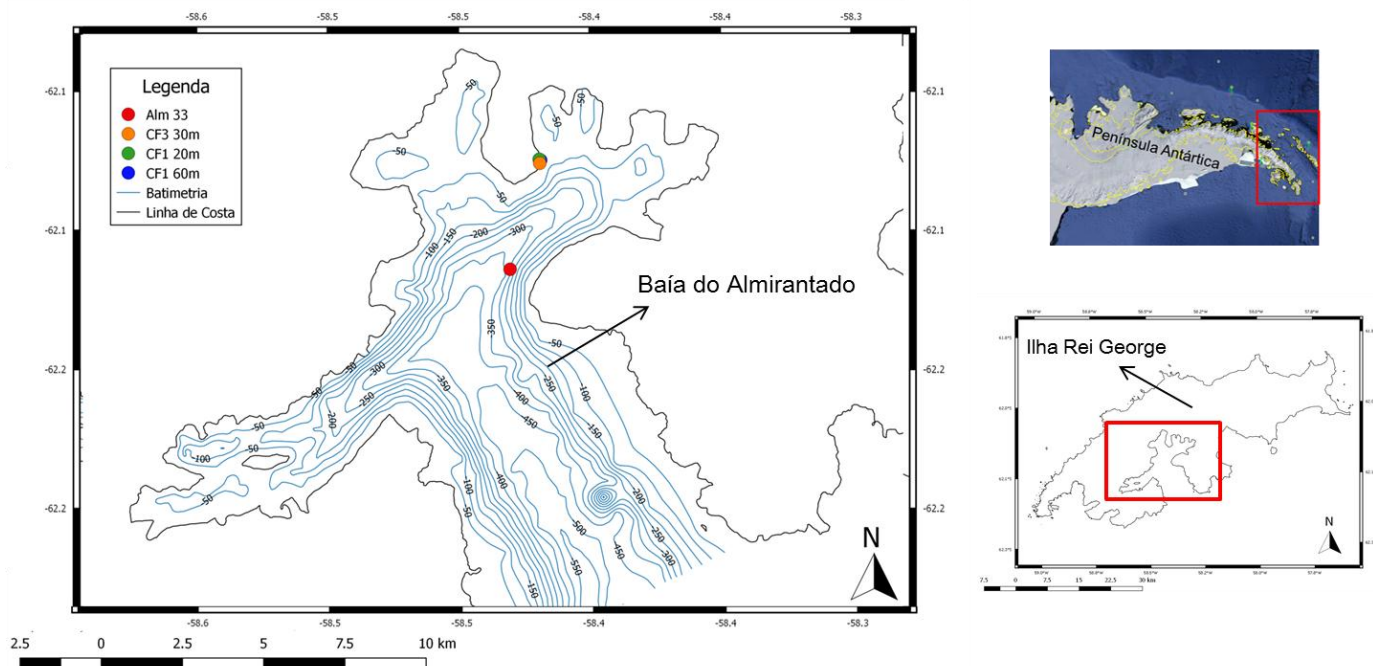 -58.6 -58.5 -58.5 -58.4 -58.4 -58.3
-62.1
-62.1
-62.2
-62.2
Legenda
Alm 33
CF3 30m
CF1 20m
CF1 60m
Batimetria
Linha de Costa
-50
-50
-50
-50
-50
-100
-150
-200
-300
Baía do Almirantado
-350
-50
-250
-100
-400
-450
-150
-50
-300
-200
-250
-350
-50
-50
-100
-50
-400
-100
-50
-500
-450
-200
-250
-300
-550
-150
N
-62.1
-62.1
-62.2
-62.2
-58.6 -58.5 -58.5 -58.4 -58.4 -58.3
2.5 0 2.5 5 7.5 10 km
Península Antártica
Ilha Rei George
N
7.5 0 7.5 15 22.5 30 km